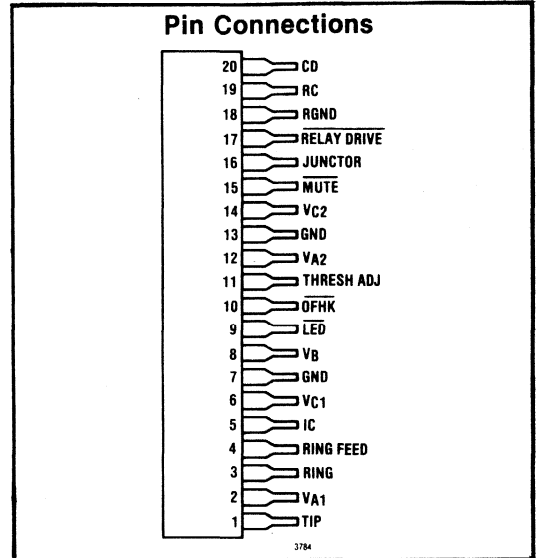 Pin Connections
20 CD
19 RC
18 RGND
17 RELAY DRIVE
16 JUNCTOR
15 MUTE
14 VC2
13 GND
12 VA2
11 THRESH ADJ
10 OFHK
9 LED
8 VB
7 GND
6 VC1
5 IC
4 RING FEED
3 RING
2 VA1
1 TIP
3784